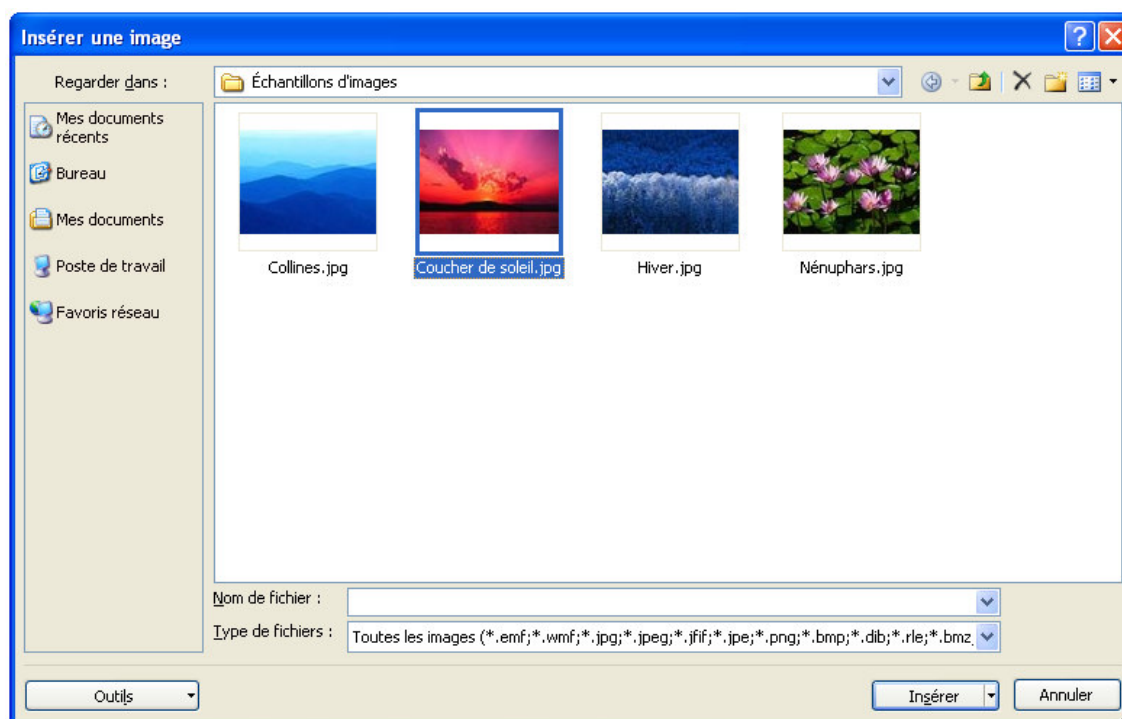 Insérer une image
Regarder dans :
Échantillons d'images
Mes documents
récents
Bureau
Mes documents
Poste de travail
Favoris réseau
Collines.jpg
Coucher de soleil.jpg
Hiver.jpg
Nénuphars.jpg
Nom de fichier :
Type de fichiers :
Toutes les images (*.emf;*.wmf;*.jpg;*.jpeg;*.jfif;*.jpe;*.png;*.bmp;*.dib;*.rle;*.bmz
Outils
Insérer
Annuler